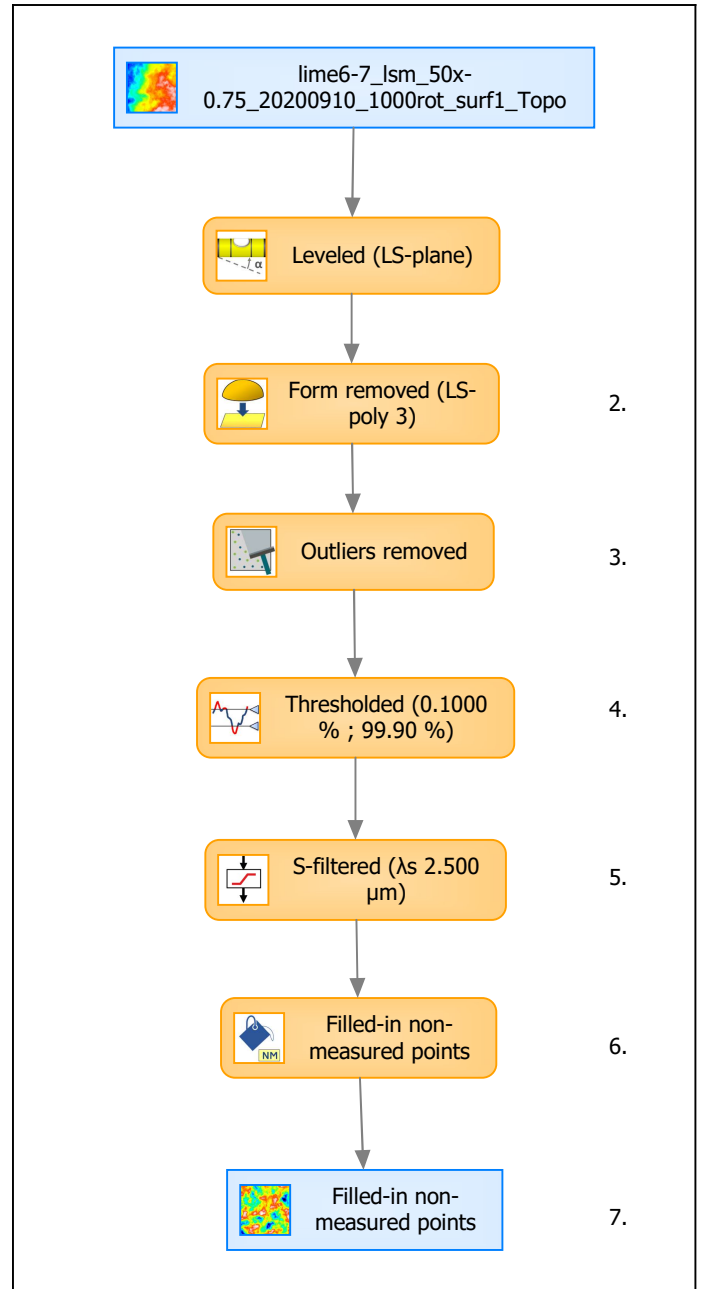 lime6-7_lsm_50x-
0.75_20200910_1000rot_surf1_Topo
α
Leveled (LS-plane)
Form removed (LS-
poly 3)
2.
Outliers removed
3.
Thresholded (0.1000
% ; 99.90 %)
4.
S-filtered (λs 2.500
µm)
5.
Filled-in non-
measured points
NM
6.
Filled-in non-
measured points
7.